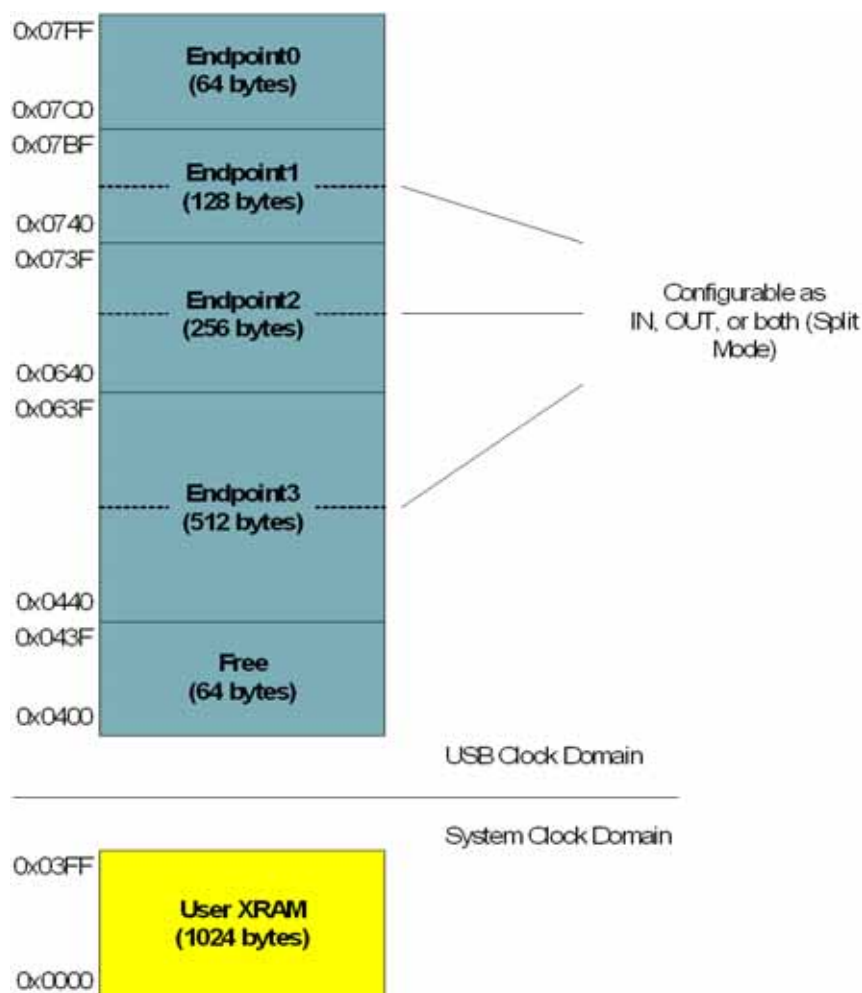 0x07FF
Endpoint0
(64 bytes)
0x07C0
0x07BF
Endpoint1
(128 bytes)
0x0740
0x073F
Endpoint2
(256 bytes)
Configurable as
IN, OUT, or both (Split
Mode)
0x0640
0x063F
Endpoint3
(512 bytes)
0x0440
0x043F
Free
(64 bytes)
0x0400
USB Clock Domain
System Clock Domain
0x03FF
User XRAM
(1024 bytes)
0x0000